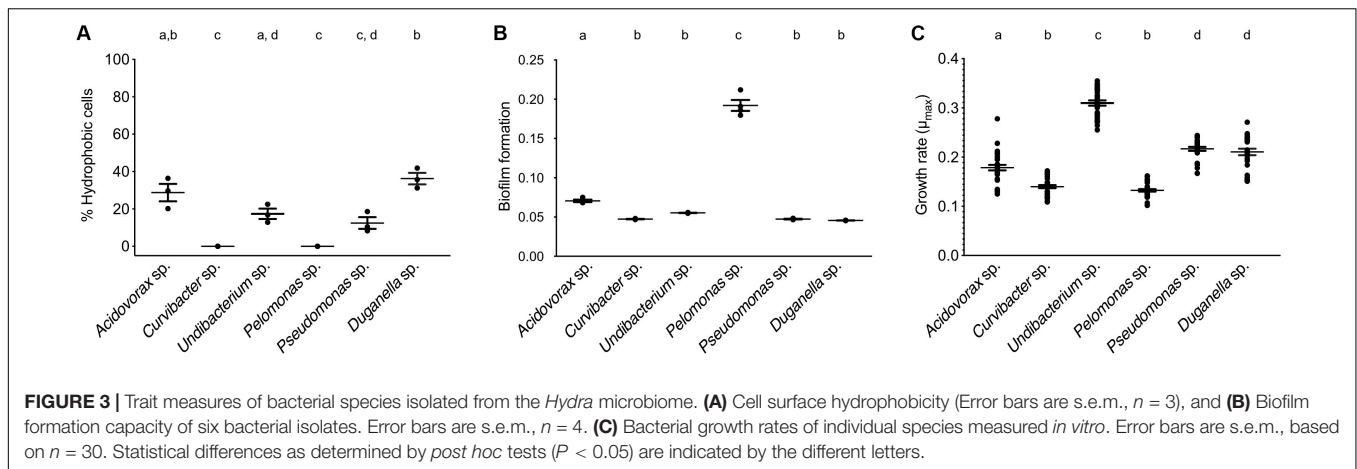 A
a,b c a, d c c, d b
100
80
60
40
20
0
% Hydrophobic cells
Acidovorax sp.
Curvibacter sp.
Undibacterium sp.
Pelomonas sp.
Pseudomonas sp.
Duganella sp.
B
a b b c b b
0.25
0.20
0.15
0.10
0.05
0.00
Biofilm formation
Acidovorax sp.
Curvibacter sp.
Undibacterium sp.
Pelomonas sp.
Pseudomonas sp.
Duganella sp.
C
a b c b d d
0.4
0.3
0.2
0.1
0.0
Growth rate (μmax)
Acidovorax sp.
Curvibacter sp.
Undibacterium sp.
Pelomonas sp.
Pseudomonas sp.
Duganella sp.
FIGURE 3 | Trait measures of bacterial species isolated from the Hydra microbiome. (A) Cell surface hydrophobicity (Error bars are s.e.m., n = 3), and (B) Biofilm
formation capacity of six bacterial isolates. Error bars are s.e.m., n = 4. (C) Bacterial growth rates of individual species measured in vitro. Error bars are s.e.m., based
on n = 30. Statistical differences as determined by post hoc tests (P < 0.05) are indicated by the different letters.